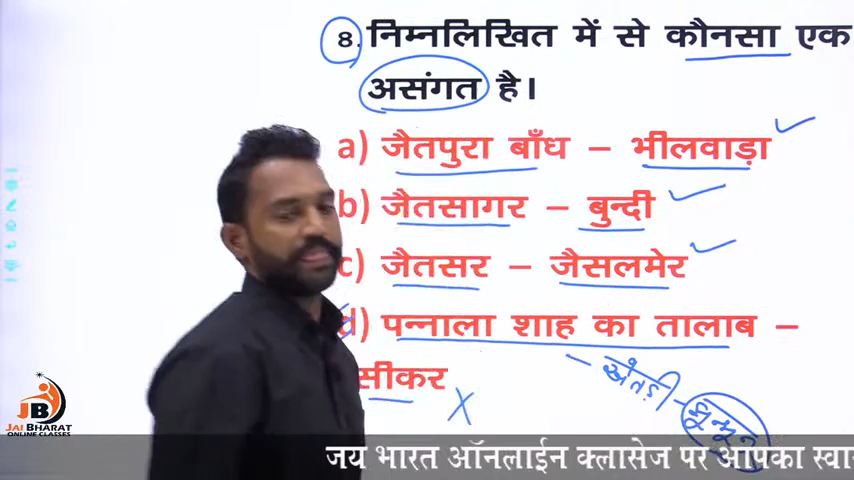 8. निम्नलिखित में से कौनसा एक
असंगत है।
a) जैतपुरा बाँध – भीलवाड़ा
b) जैतसागर – बुन्दी
c) जैतसर – जैसलमेर
d) पन्नाला शाह का तालाब –
सीकर
– खेतड़ी –
JB
JAI BHARAT
ONLINE CLASSES
जय भारत ऑनलाईन क्लासेज पर आपका स्वा